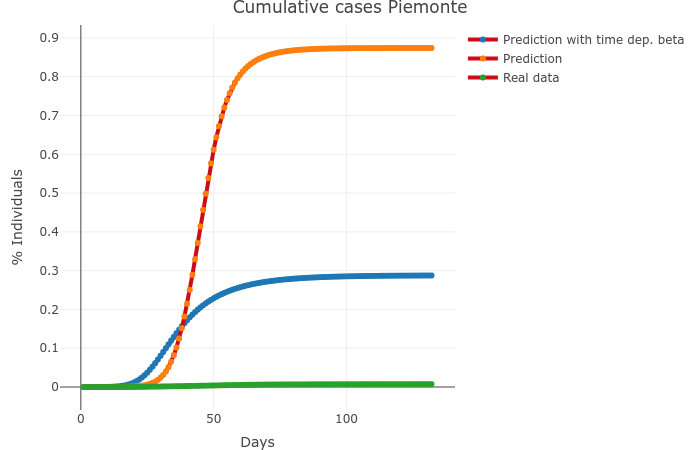 Cumulative cases Piemonte
Prediction with time dep. beta
Prediction
Real data
% Individuals
0.9
0.8
0.7
0.6
0.5
0.4
0.3
0.2
0.1
0
0
50
100
Days